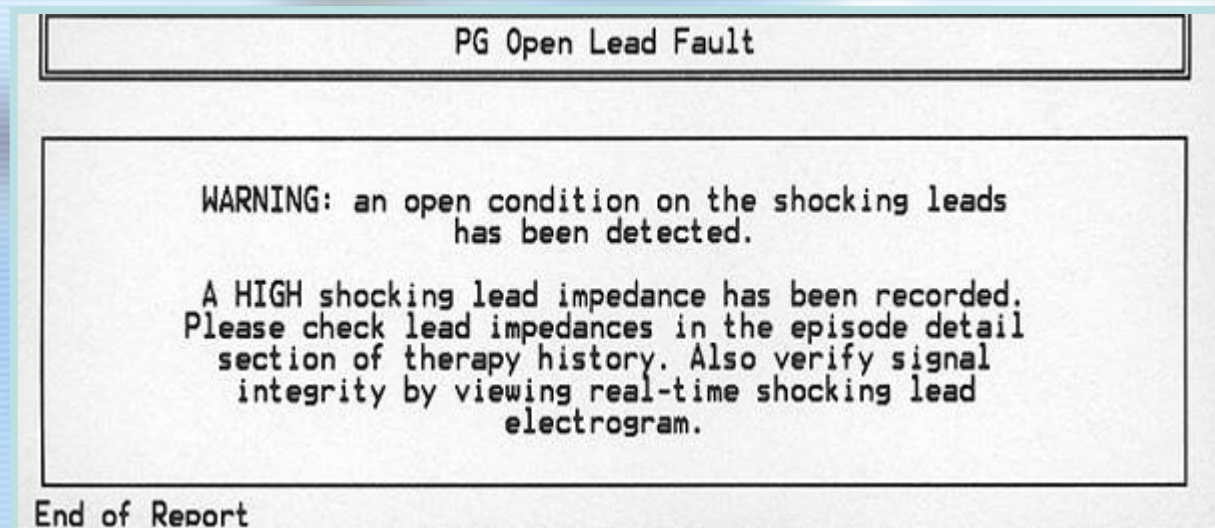 PG Open Lead Fault
WARNING: an open condition on the shocking leads
has been detected.
A HIGH shocking lead impedance has been recorded.
Please check lead impedances in the episode detail
section of therapy history. Also verify signal
integrity by viewing real-time shocking lead
electrogram.
End of Report